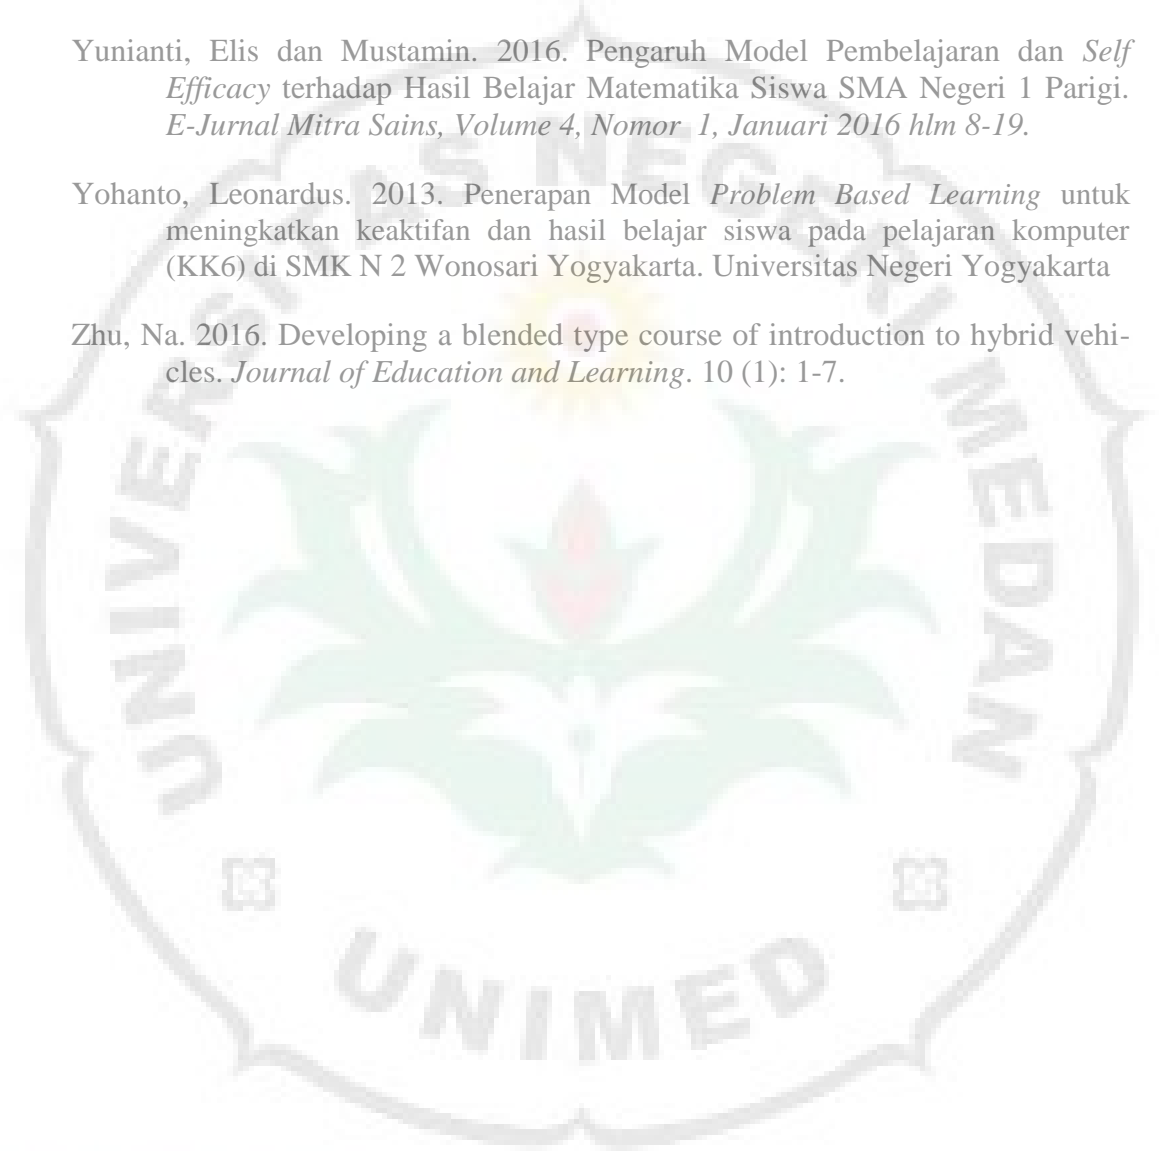 Yunianti, Elis dan Mustamin. 2016. Pengaruh Model Pembelajaran dan Self
Efficacy terhadap Hasil Belajar Matematika Siswa SMA Negeri 1 Parigi.
E-Jurnal Mitra Sains, Volume 4, Nomor 1, Januari 2016 hlm 8-19.
Yohanto, Leonardus. 2013. Penerapan Model Problem Based Learning untuk
meningkatkan keaktifan dan hasil belajar siswa pada pelajaran komputer
(KK6) di SMK N 2 Wonosari Yogyakarta. Universitas Negeri Yogyakarta
Zhu, Na. 2016. Developing a blended type course of introduction to hybrid vehi-
cles. Journal of Education and Learning. 10 (1): 1-7.
UNIVERSITAS NEGERI MEDAN
UNIMED